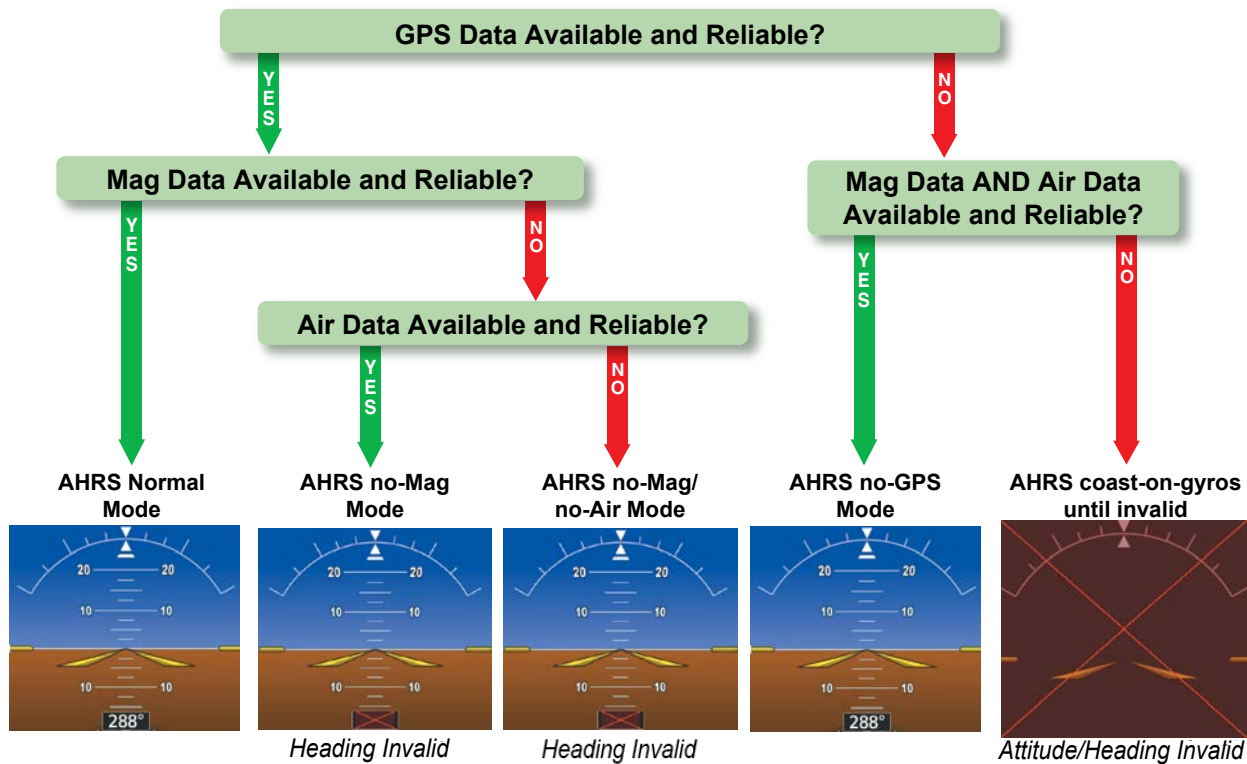 GPS Data Available and Reliable?
YES
NO
Mag Data Available and Reliable?
Mag Data AND Air Data
Available and Reliable?
YES
NO
YES
NO
Air Data Available and Reliable?
YES
NO
AHRS Normal
Mode
AHRS no-Mag
Mode
AHRS no-Mag/
no-Air Mode
AHRS no-GPS
Mode
AHRS coast-on-gyros
until invalid
20 20
10 10
10 10
288°
20 20
10 10
10 10
20 20
10 10
10 10
20 20
10 10
10 10
288°
Heading Invalid
Heading Invalid
Attitude/Heading Invalid